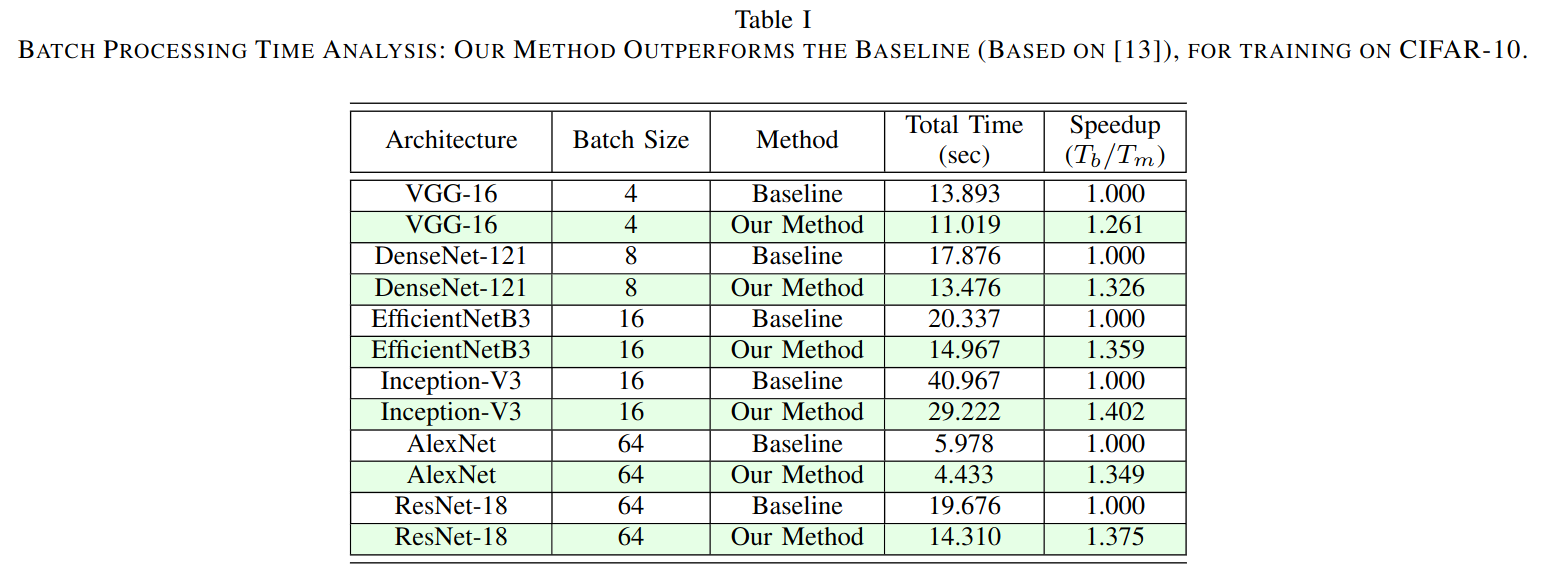 Table I
BATCH PROCESSING TIME ANALYSIS: OUR METHOD OUTPERFORMS THE BASELINE (BASED ON [13]), FOR TRAINING ON CIFAR-10.
Architecture Batch Size Method Total Time (sec) Speedup (T_b/T_m)
VGG-16 4 Baseline 13.893 1.000
VGG-16 4 Our Method 11.019 1.261
DenseNet-121 8 Baseline 17.876 1.000
DenseNet-121 8 Our Method 13.476 1.326
EfficientNetB3 16 Baseline 20.337 1.000
EfficientNetB3 16 Our Method 14.967 1.359
Inception-V3 16 Baseline 40.967 1.000
Inception-V3 16 Our Method 29.222 1.402
AlexNet 64 Baseline 5.978 1.000
AlexNet 64 Our Method 4.433 1.349
ResNet-18 64 Baseline 19.676 1.000
ResNet-18 64 Our Method 14.310 1.375